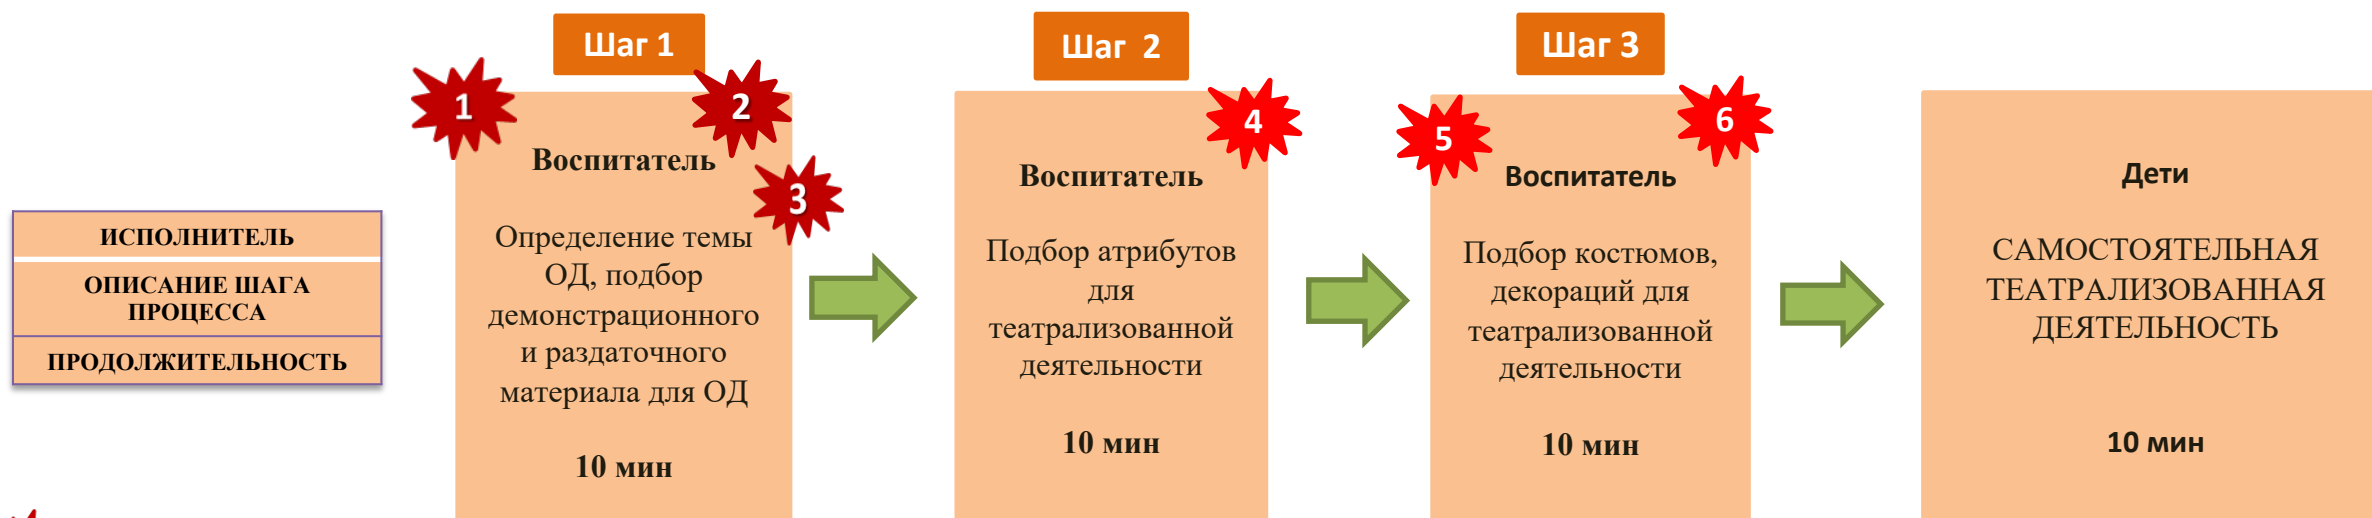 Шаг 1
Шаг 2
Шаг 3
ИСПОЛНИТЕЛЬ
ОПИСАНИЕ ШАГА
ПРОЦЕССА
ПРОДОЛЖИТЕЛЬНОСТЬ
1
2
3
Воспитатель
Определение темы
ОД, подбор
демонстрационного
и раздаточного
материала для ОД
10 мин
4
Воспитатель
Подбор атрибутов
для
театрализованной
деятельности
10 мин
5
6
Воспитатель
Подбор костюмов,
декораций для
театрализованной
деятельности
10 мин
Дети
САМОСТОЯТЕЛЬНАЯ
ТЕАТРАЛИЗОВАННАЯ
ДЕЯТЕЛЬНОСТЬ
10 мин